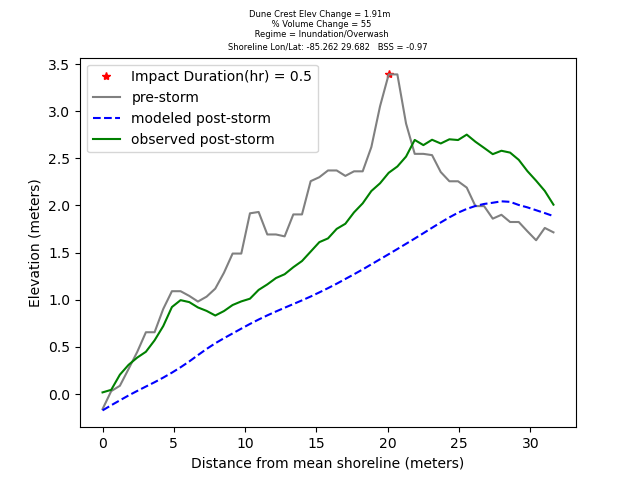 Dune Crest Elev Change = 1.91m
% Volume Change = 55
Regime = Inundation/Overwash
Shoreline Lon/Lat: -85.262 29.682   BSS = -0.97
Impact Duration(hr) = 0.5
pre-storm
modeled post-storm
observed post-storm
Elevation (meters)
3.5
3.0
2.5
2.0
1.5
1.0
0.5
0.0
0
5
10
15
20
25
30
Distance from mean shoreline (meters)